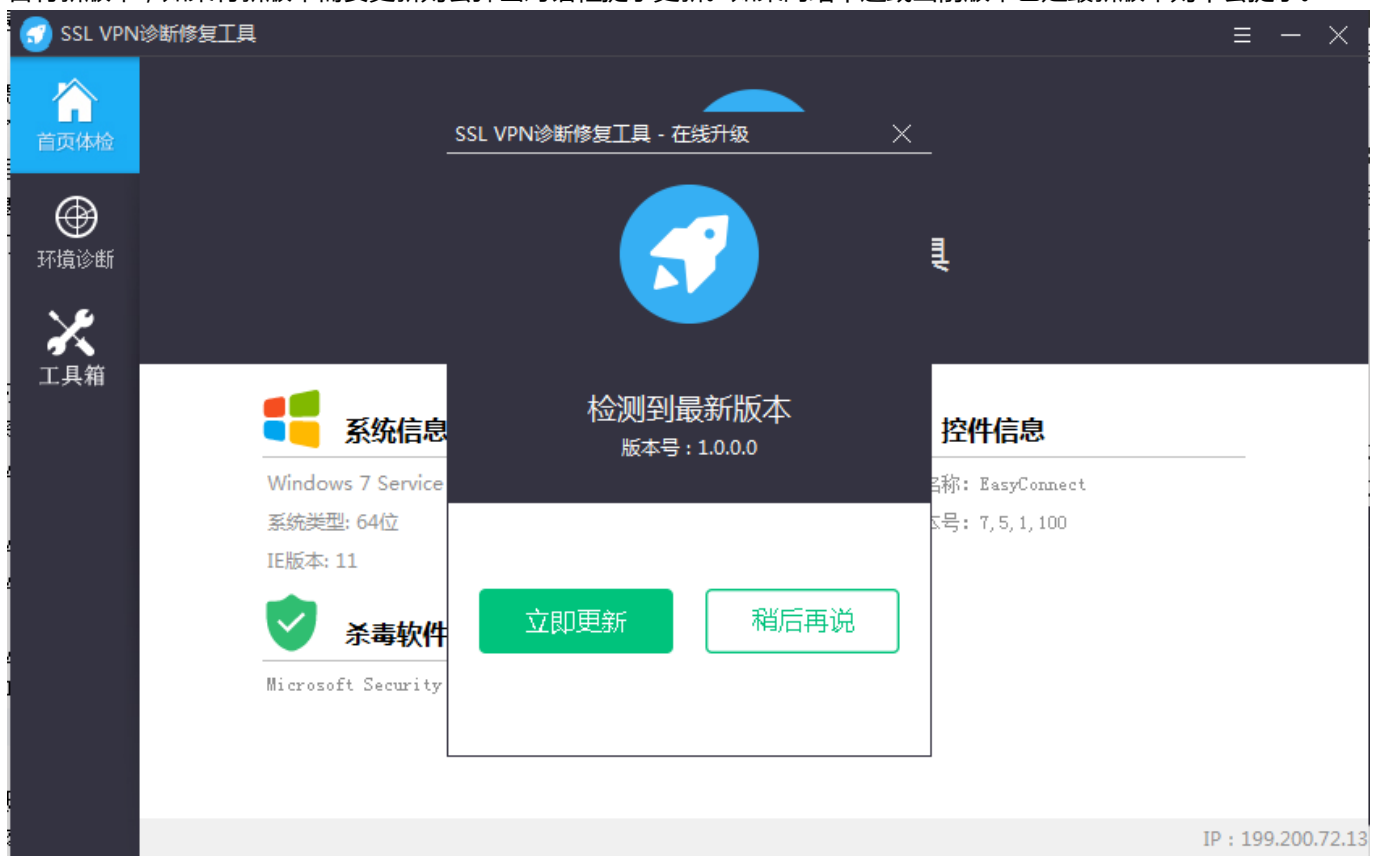 SSL VPN诊断修复工具
首页体检
环境诊断
工具箱
SSL VPN诊断修复工具 - 在线升级
具
检测到最新版本
版本号：1.0.0.0
立即更新
稍后再说
系统信息
Windows 7 Service
系统类型: 64位
IE版本: 11
杀毒软件
Microsoft Security
控件信息
名称: EasyConnect
本号: 7,5,1,100
IP : 199.200.72.13